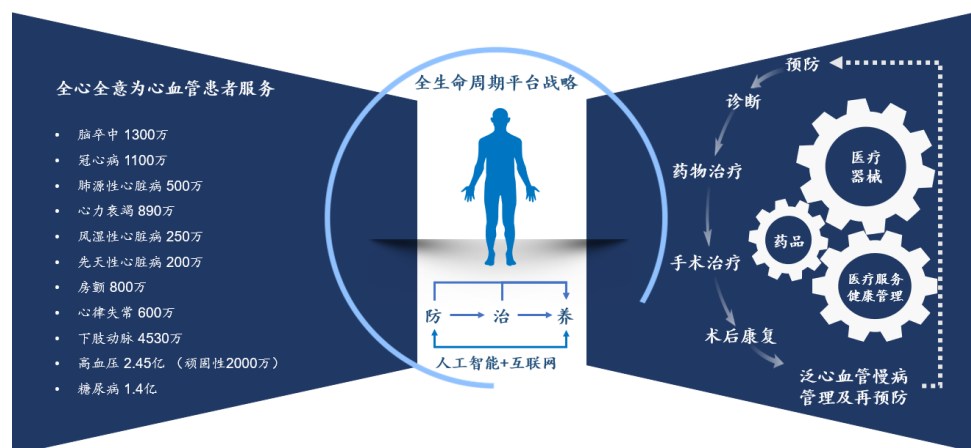 全心全意为心血管患者服务
• 脑卒中 1300万
• 冠心病 1100万
• 肺源性心脏病 500万
• 心力衰竭 890万
• 风湿性心脏病 250万
• 先天性心脏病 200万
• 房颤 800万
• 心律失常 600万
• 下肢动脉 4530万
• 高血压 2.45亿 （顽固性2000万）
• 糖尿病 1.4亿
全生命周期平台战略
防 治 养
人工智能+互联网
预防
诊断
药物治疗
手术治疗
术后康复
泛心血管慢病
管理及再预防
医疗
器械
药品
医疗服务
健康管理